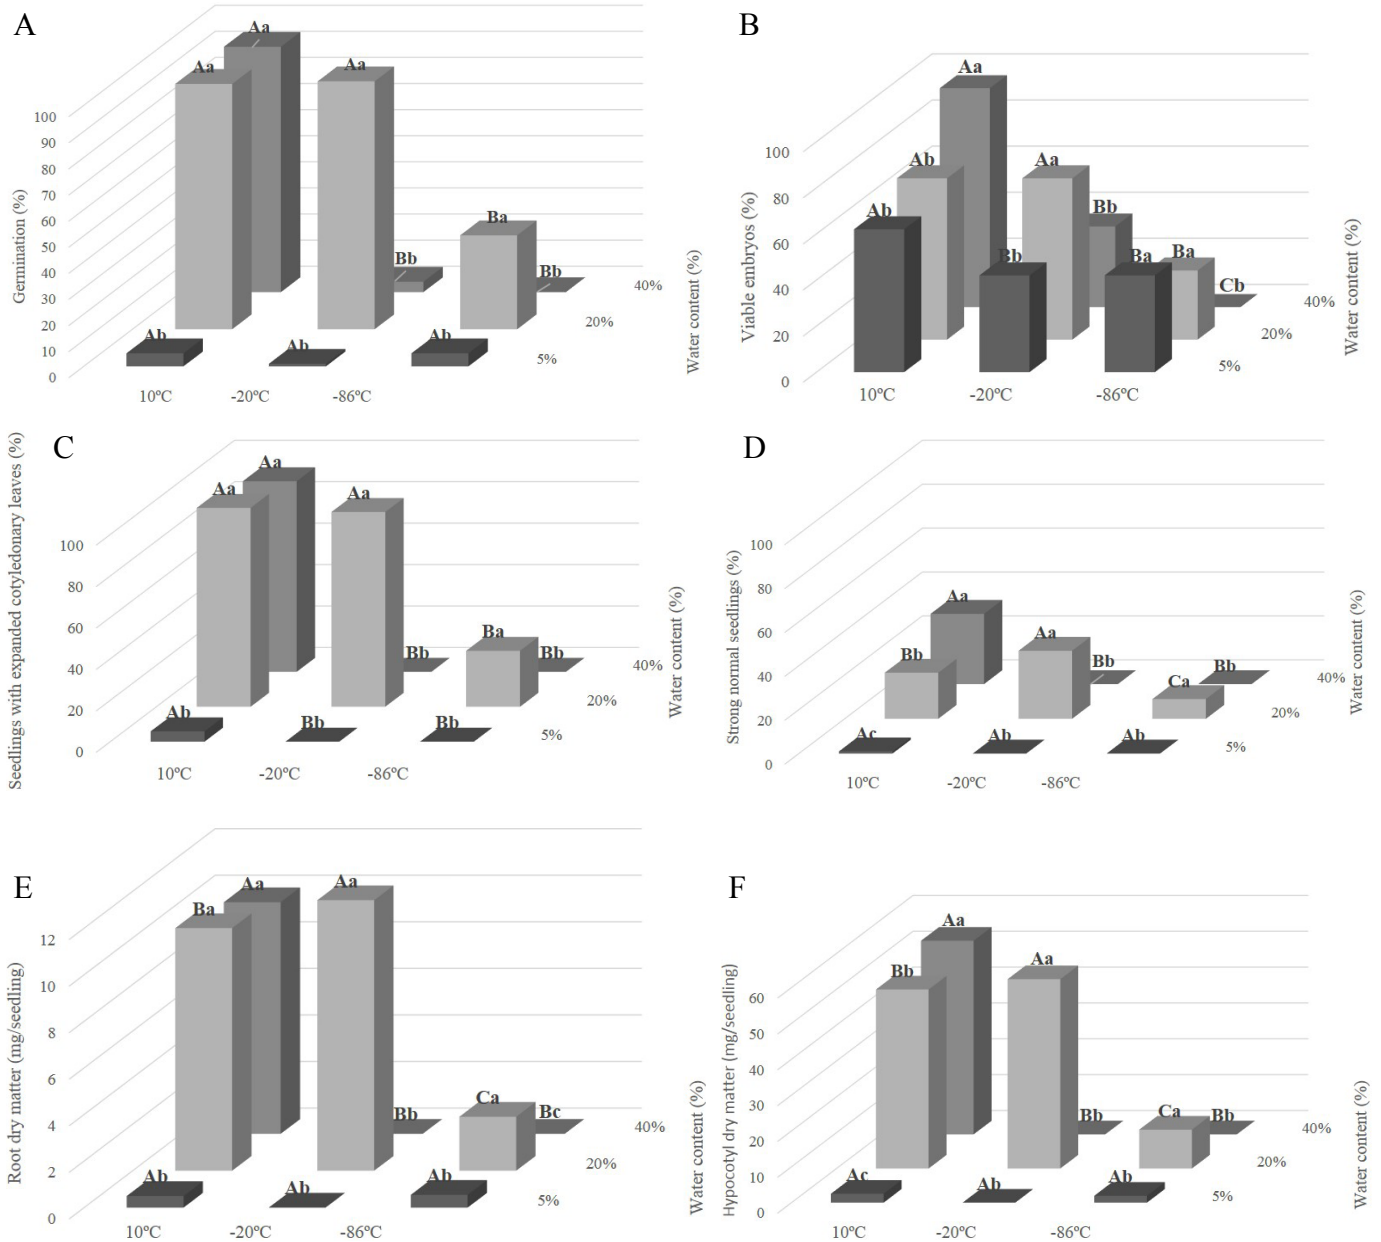 A
Germination (%)
100
90
80
70
60
50
40
30
20
10
0
Aa
Aa
Aa
Bb
Ba
Bb
Ab
Ab
Ab
10ºC
-20ºC
-86ºC
5%
20%
40%
Water content (%)
B
Viable embryos (%)
100
80
60
40
20
0
Aa
Ab
Aa
Ab
Bb
Bb
Ba
Ba
Cb
10ºC
-20ºC
-86ºC
5%
20%
40%
Water content (%)
C
Seedlings with expanded cotyledonary leaves (%)
100
80
60
40
20
0
Aa
Aa
Aa
Bb
Ba
Bb
Ab
Bb
Bb
10ºC
-20ºC
-86ºC
5%
20%
40%
Water content (%)
D
Strong normal seedlings (%)
100
80
60
40
20
0
Aa
Bb
Aa
Bb
Bb
Ca
Ac
Ab
Ab
10ºC
-20ºC
-86ºC
5%
20%
40%
Water content (%)
E
Root dry matter (mg/seedling)
12
10
8
6
4
2
0
Aa
Ba
Aa
Bb
Ca
Bc
Ab
Ab
Ab
10ºC
-20ºC
-86ºC
5%
20%
40%
Water content (%)
F
Hypocotyl dry matter (mg/seedling)
60
50
40
30
20
10
0
Aa
Bb
Aa
Bb
Ca
Bb
Ac
Ab
Ab
10ºC
-20ºC
-86ºC
5%
20%
40%
Water content (%)